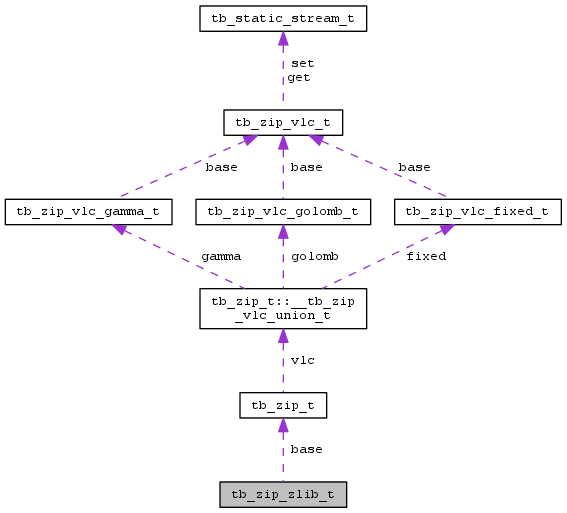 tb_static_stream_t
set
get
tb_zip_vlc_t
base
base
base
tb_zip_vlc_gamma_t
tb_zip_vlc_golomb_t
tb_zip_vlc_fixed_t
gamma
golomb
fixed
tb_zip_t::__tb_zip
_vlc_union_t
vlc
tb_zip_t
base
tb_zip_zlib_t